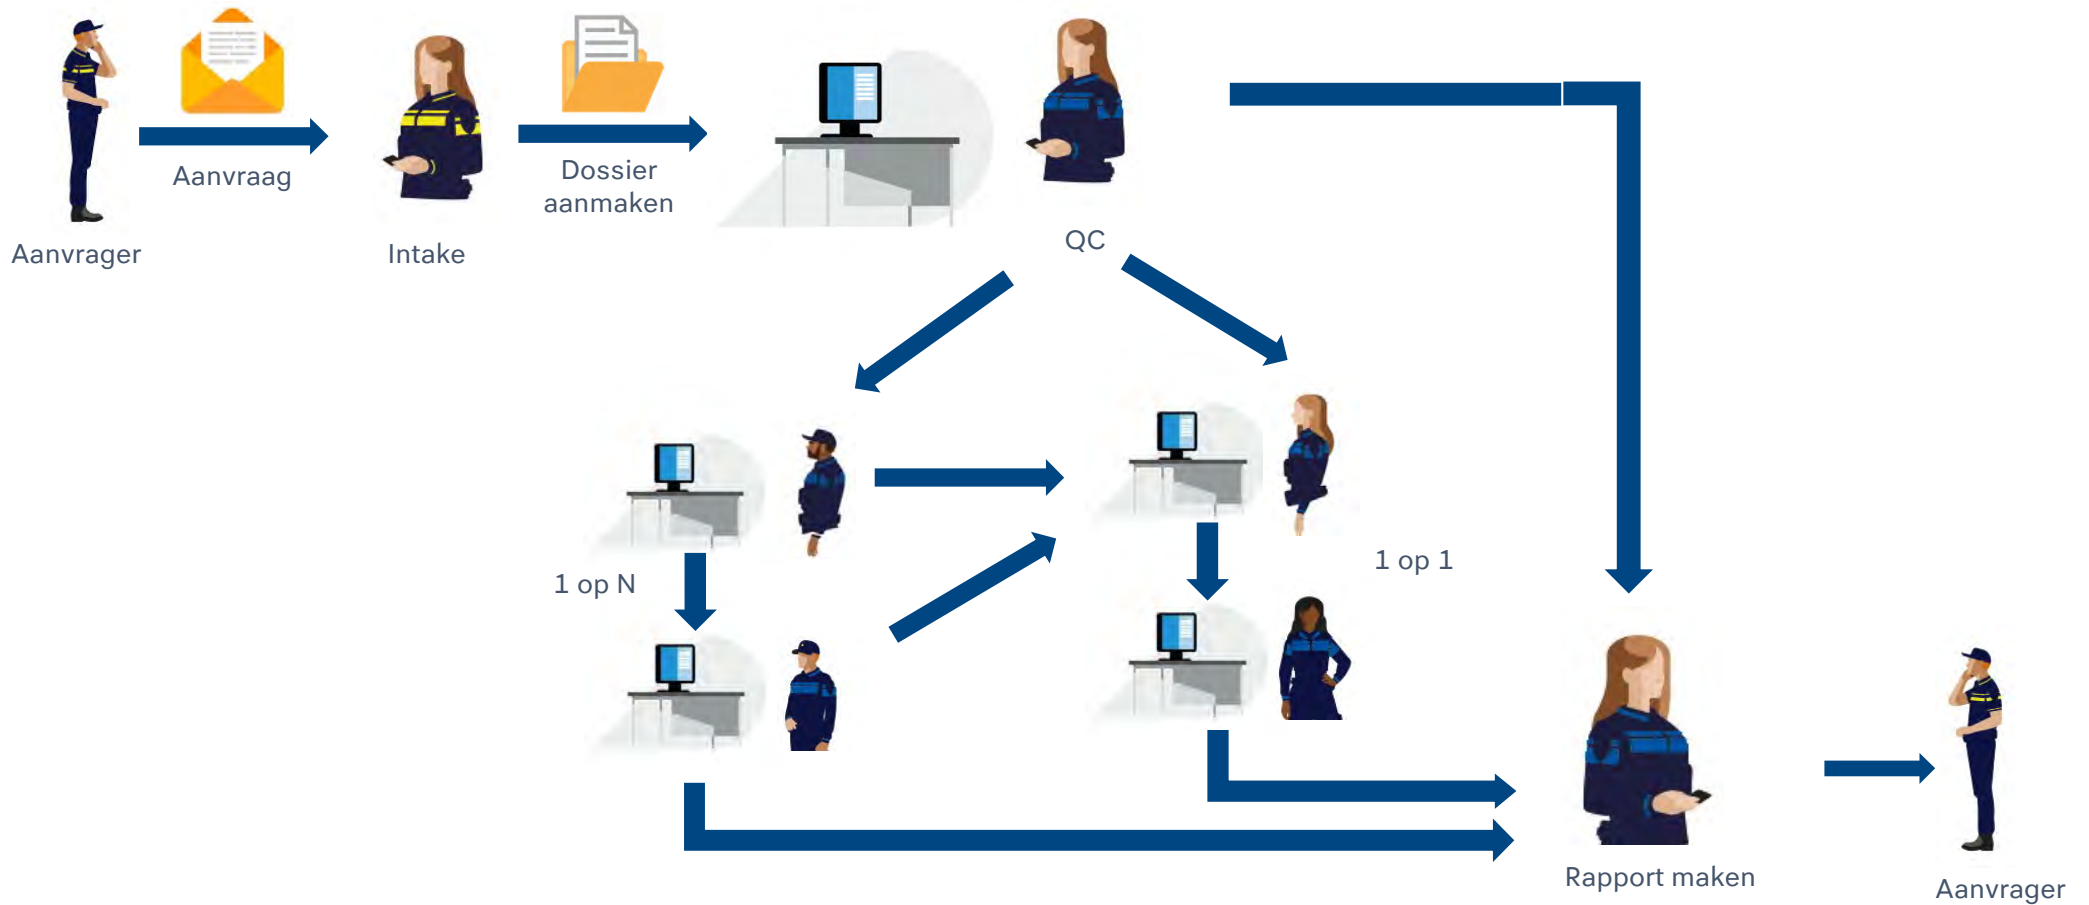 Aanvraag
Dossier
aanmaken
Aanvrager
Intake
QC
1 op N
1 op 1
Rapport maken
Aanvrager